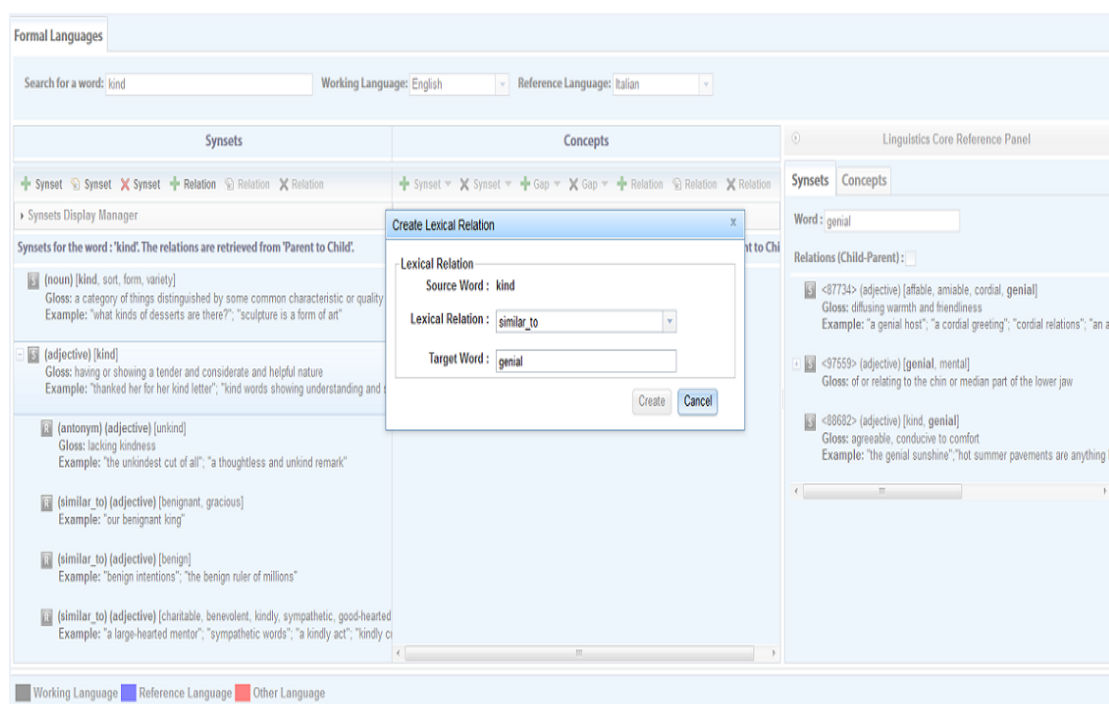 Formal Languages
Search for a word: kind Working Language: English Reference Language: Italian
Synsets
Synset Synset Synset Relation Relation Relation
Synsets Display Manager
Synsets for the word : 'kind'. The relations are retrieved from 'Parent to Child'.
S (noun) [kind, sort, form, variety]
Gloss: a category of things distinguished by some common characteristic or quality
Example: "what kinds of desserts are there?"; "sculpture is a form of art"
S (adjective) [kind]
Gloss: having or showing a tender and considerate and helpful nature
Example: "thanked her for her kind letter"; "kind words showing understanding and
R (antonym) (adjective) [unkind]
Gloss: lacking kindness
Example: "the unkindest cut of all"; "a thoughtless and unkind remark"
R (similar_to) (adjective) [benignant, gracious]
Example: "our benignant king"
R (similar_to) (adjective) [benign]
Example: "benign intentions"; "the benign ruler of millions"
R (similar_to) (adjective) [charitable, benevolent, kindly, sympathetic, good-hearted
Example: "a large-hearted mentor"; "sympathetic words"; "a kindly act"; "kindly
Concepts
Synset Synset Gap Gap Relation Relation Relation
nt to Chi
Create Lexical Relation x
Lexical Relation
Source Word : kind
Lexical Relation : similar_to
Target Word : genial
Create Cancel
Linguistics Core Reference Panel
Synsets Concepts
Word : genial
Relations (Child-Parent) :
S <87734> (adjective) [affable, amiable, cordial, genial]
Gloss: diffusing warmth and friendliness
Example: "a genial host"; "a cordial greeting"; "cordial relations"; "an a
S <97559> (adjective) [genial, mental]
Gloss: of or relating to the chin or median part of the lower jaw
S <88682> (adjective) [kind, genial]
Gloss: agreeable, conducive to comfort
Example: "the genial sunshine";"hot summer pavements are anything
Working Language Reference Language Other Language